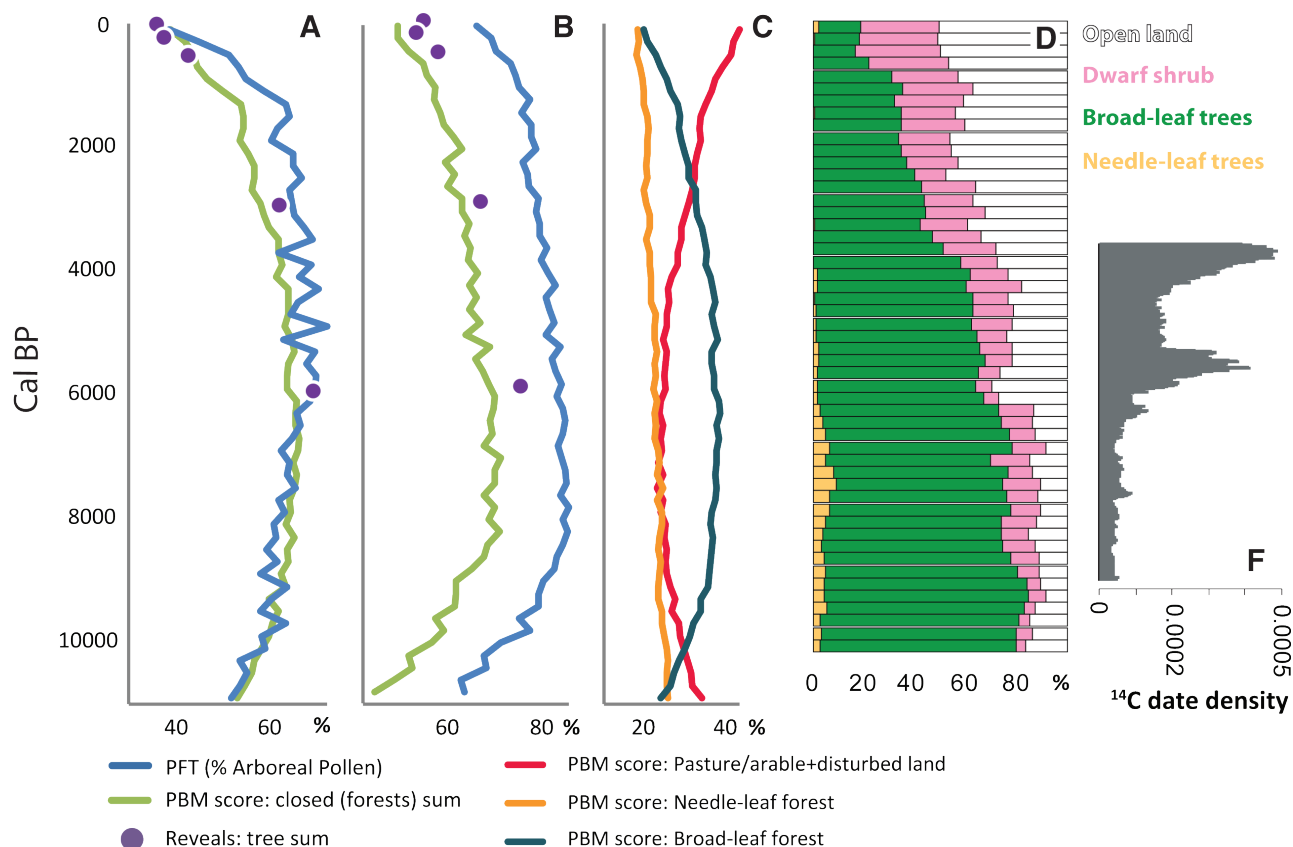 A
B
C
D
Open land
Dwarf shrub
Broad-leaf trees
Needle-leaf trees
0
2000
4000
6000
8000
10000
Cal BP
40 60 %
60 80 %
20 40 %
0 20 40 60 80 %
F
0 0.0002 0.0005
¹⁴C date density
PFT (% Arboreal Pollen)
PBM score: closed (forests) sum
Reveals: tree sum
PBM score: Pasture/arable+disturbed land
PBM score: Needle-leaf forest
PBM score: Broad-leaf forest